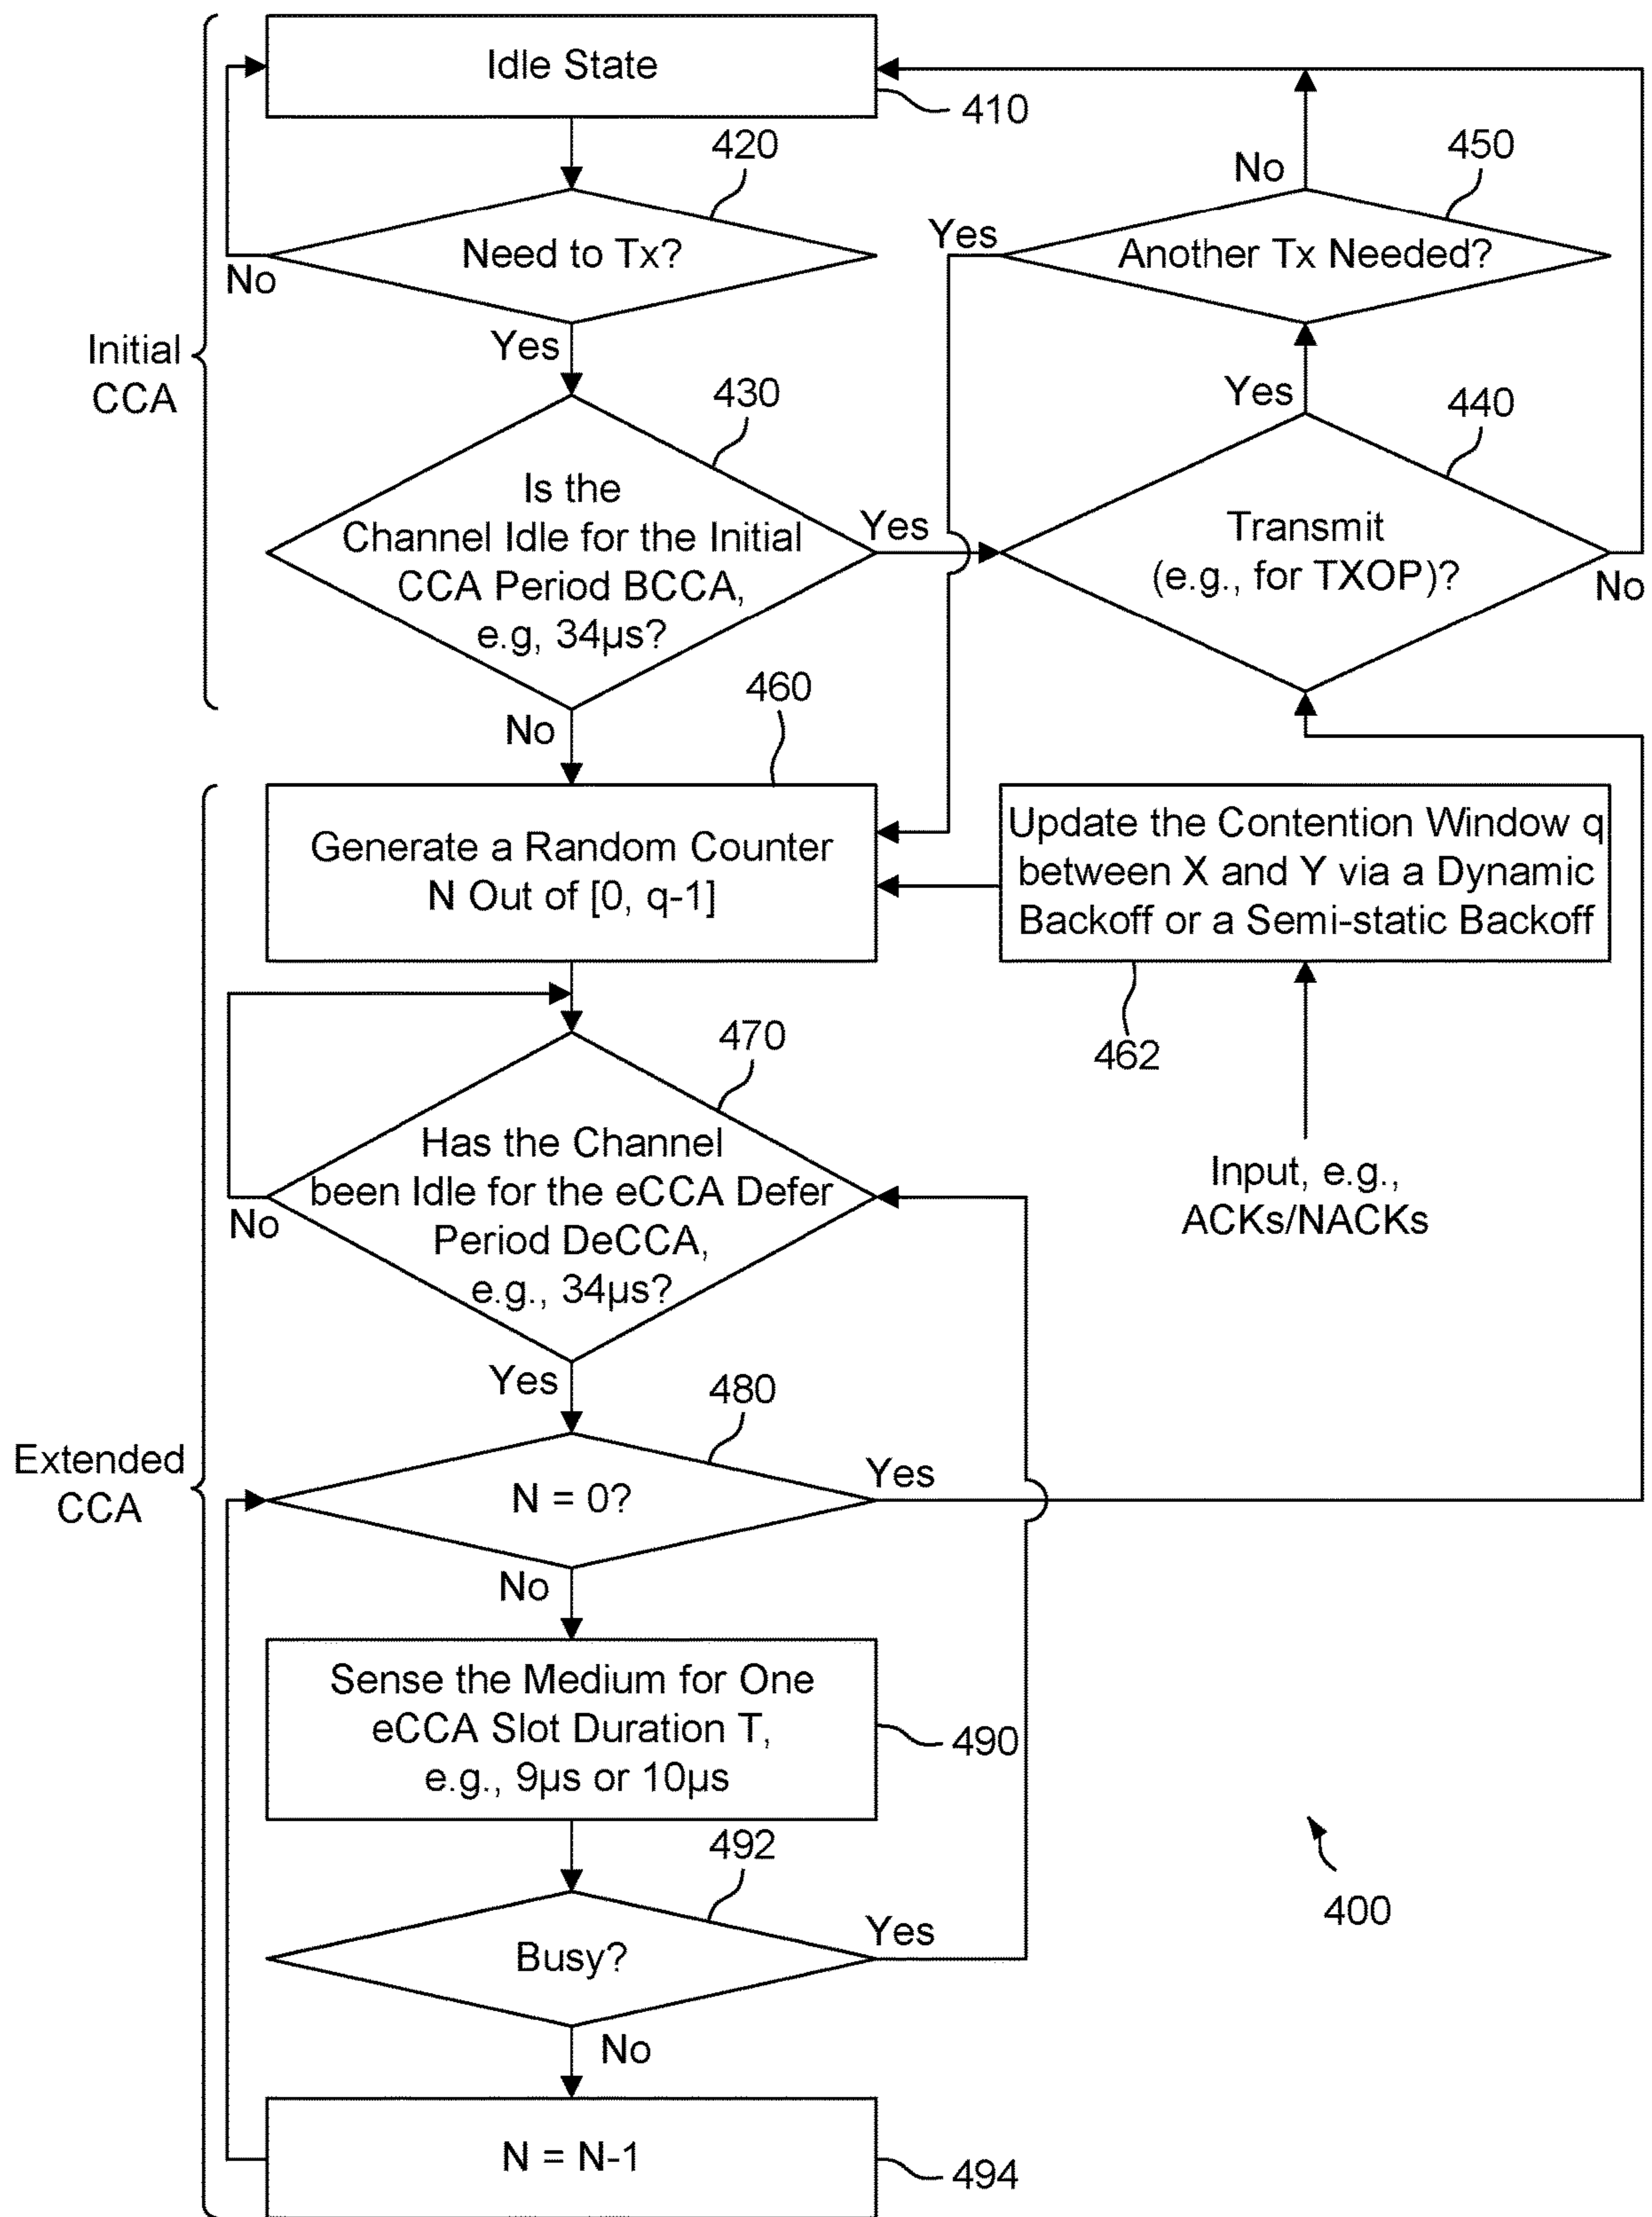 Idle State
410
420
450
No
Need to Tx?
No
Yes
Another Tx Needed?
Initial
CCA
Yes
430
Yes
440
Is the
Channel Idle for the Initial
CCA Period BCCA,
e.g, 34µs?
Yes
Transmit
(e.g., for TXOP)?
No
460
No
Generate a Random Counter
N Out of [0, q-1]
Update the Contention Window q
between X and Y via a Dynamic
Backoff or a Semi-static Backoff
462
470
Has the Channel
been Idle for the eCCA Defer
Period DeCCA,
e.g., 34µs?
No
Input, e.g.,
ACKs/NACKs
Yes
480
Extended
CCA
N = 0?
Yes
No
Sense the Medium for One
eCCA Slot Duration T,
e.g., 9µs or 10µs
490
492
Busy?
Yes
400
No
N = N-1
494